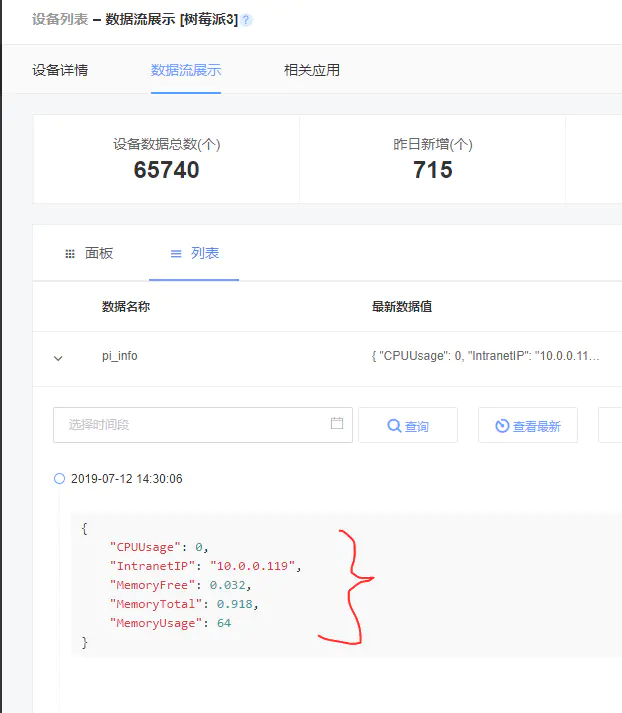 设备列表 – 数据流展示 [树莓派3] ?
设备详情 数据流展示 相关应用
设备数据总数(个) 昨日新增(个)
65740 715
面板 列表
数据名称 最新数据值
pi_info { "CPUUsage": 0, "IntranetIP": "10.0.0.11...
选择时间段 查询 查看最新
2019-07-12 14:30:06
{
"CPUUsage": 0,
"IntranetIP": "10.0.0.119",
"MemoryFree": 0.032,
"MemoryTotal": 0.918,
"MemoryUsage": 64
}